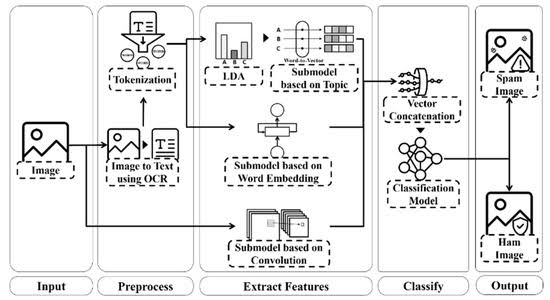 Tokenization
A B C
LDA
A
B
C
Word-to-Vector
Submodel
based on Topic
Image
Image to Text
using OCR
Submodel based on
Word Embedding
Submodel based on
Convolution
Vector
Concatenation
Classification
Model
Spam
Image
Ham
Image
Input
Preprocess
Extract Features
Classify
Output